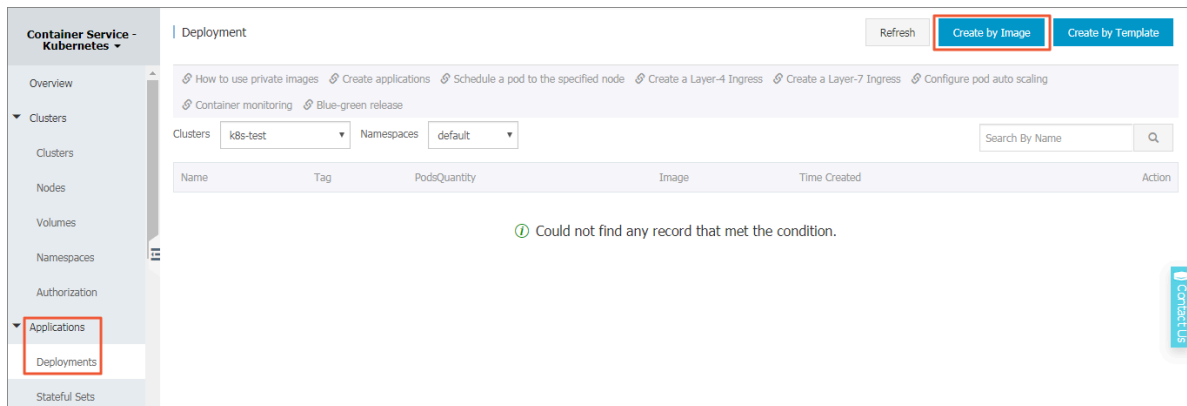 Container Service -
Kubernetes
Overview
Clusters
Clusters
Nodes
Volumes
Namespaces
Authorization
Applications
Deployments
Stateful Sets
Deployment
Refresh
Create by Image
Create by Template
How to use private images Create applications Schedule a pod to the specified node Create a Layer-4 Ingress Create a Layer-7 Ingress Configure pod auto scaling
Container monitoring Blue-green release
Clusters k8s-test Namespaces default Search By Name
Name Tag PodsQuantity Image Time Created Action
Could not find any record that met the condition.
Contact Us